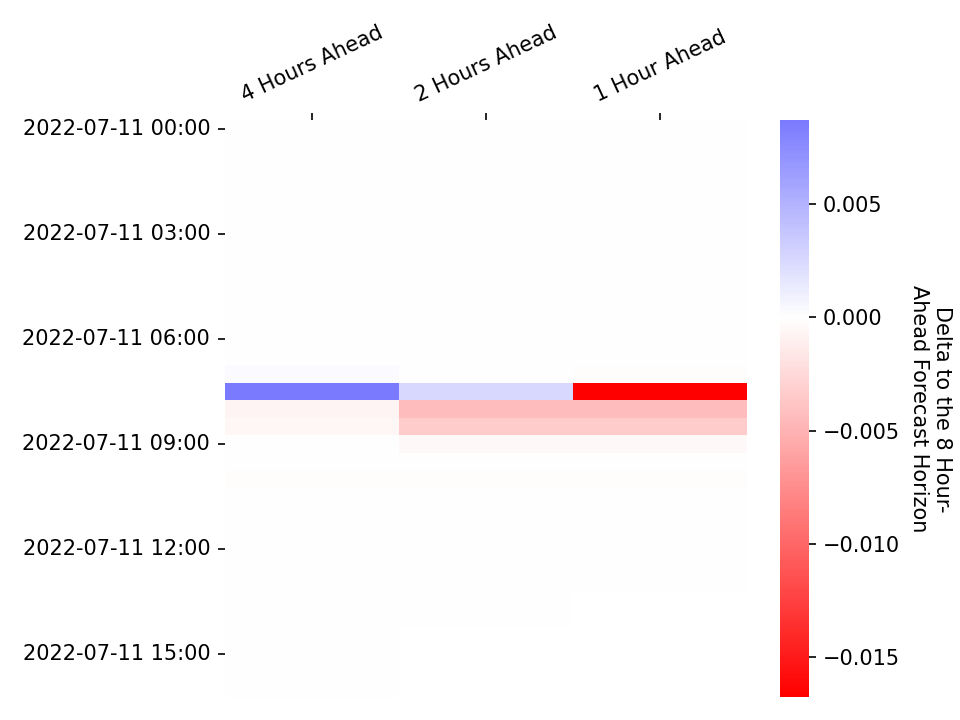 4 Hours Ahead
2 Hours Ahead
1 Hour Ahead
2022-07-11 00:00
2022-07-11 03:00
2022-07-11 06:00
2022-07-11 09:00
2022-07-11 12:00
2022-07-11 15:00
0.005
0.000
−0.005
−0.010
−0.015
Delta to the 8 Hour-
Ahead Forecast Horizon